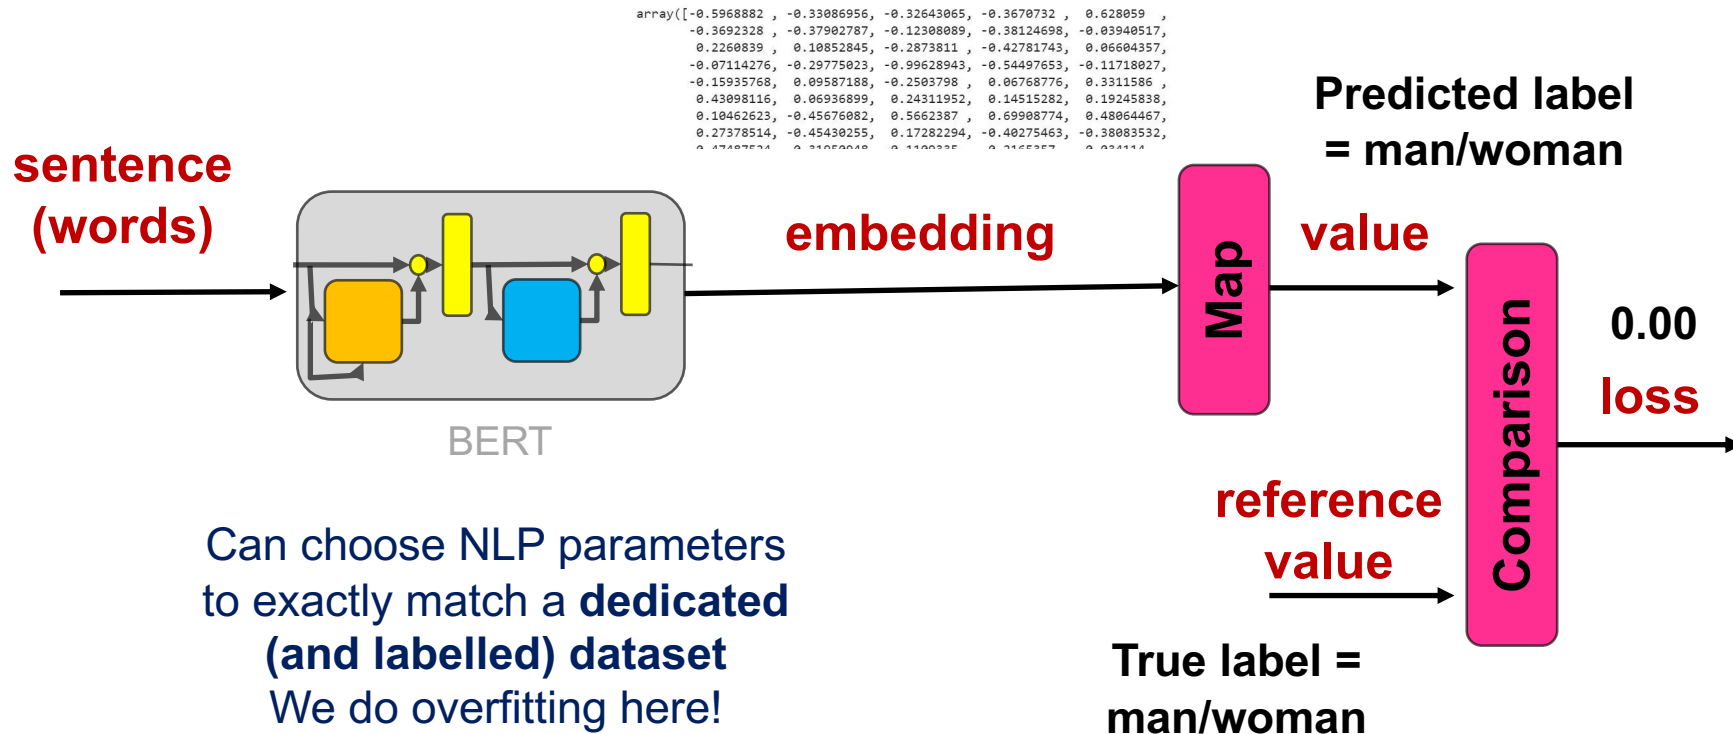 array([-0.5968882 , -0.33086956, -0.32643065, -0.3670732 , 0.628059 ,
-0.3692328 , -0.37902787, -0.12308089, -0.38124698, -0.03940517,
0.2260839 , 0.10852845, -0.2873811 , -0.42781743, 0.06604357,
-0.07114276, -0.29775023, -0.99628943, -0.54497653, -0.11718027,
-0.15935768, 0.09587188, -0.2503798 , 0.06768776, 0.3311586 ,
0.43098116, 0.06936899, 0.24311952, 0.14515282, 0.19245838,
0.10462623, -0.45676082, 0.5662387 , 0.69908774, 0.48064467,
0.27378514, -0.45430255, 0.17282294, -0.40275463, -0.38083532,
Predicted label
= man/woman
sentence
(words)
embedding
Map
value
Comparison
0.00
loss
BERT
reference
value
Can choose NLP parameters
to exactly match a dedicated
(and labelled) dataset
We do overfitting here!
True label =
man/woman